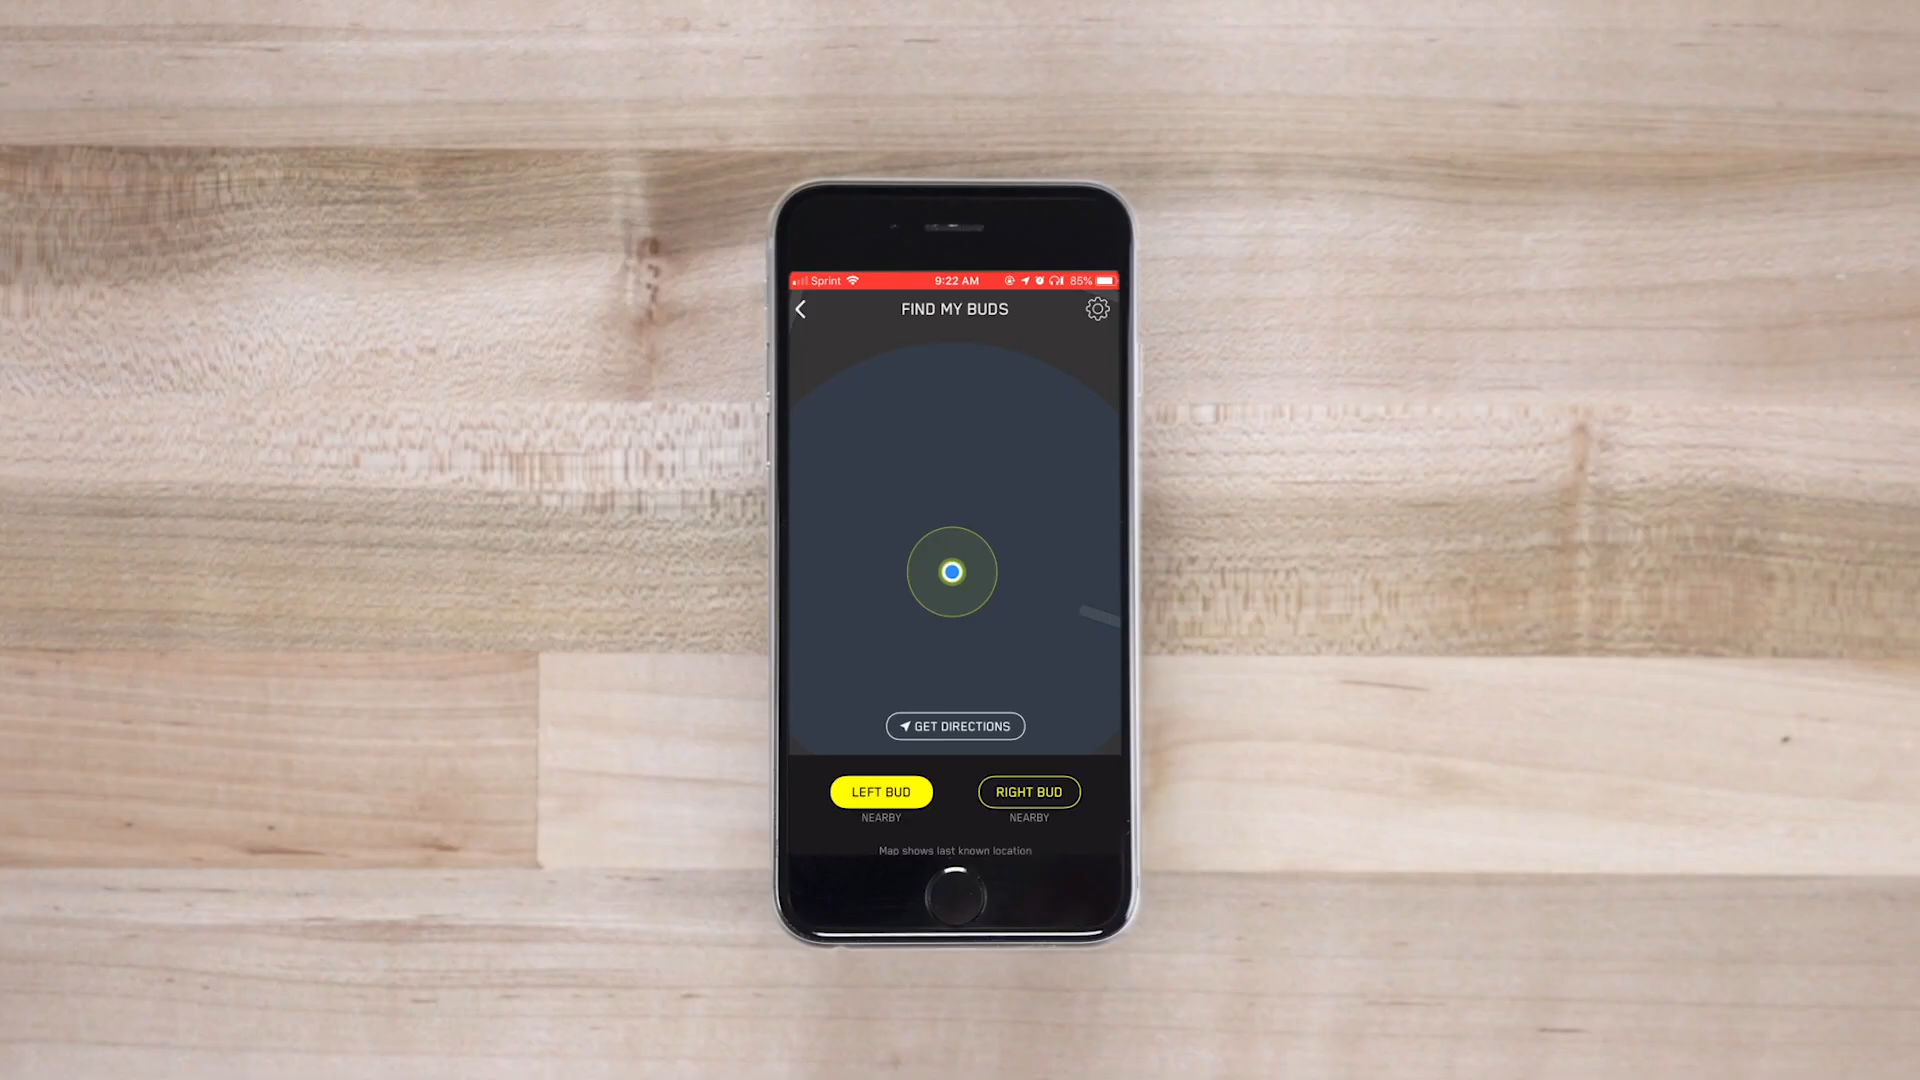 Sprint 9:22 AM 85%
FIND MY BUDS
GET DIRECTIONS
LEFT BUD RIGHT BUD
NEARBY NEARBY
Map shows last known location